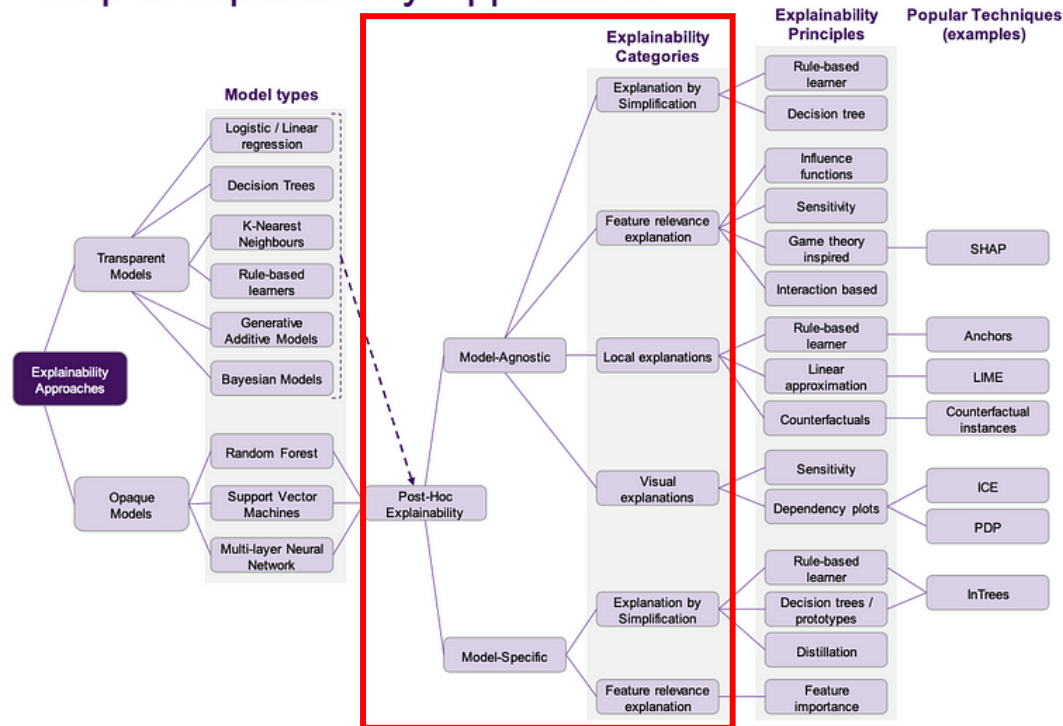 Explainability
Principles
Popular Techniques
(examples)
Explainability
Categories
Model types
Explainability
Approaches
Transparent
Models
Opaque
Models
Logistic / Linear
regression
Decision Trees
K-Nearest
Neighbours
Rule-based
learners
Generative
Additive Models
Bayesian Models
Random Forest
Support Vector
Machines
Multi-layer Neural
Network
Post-Hoc
Explainability
Model-Agnostic
Model-Specific
Explanation by
Simplification
Feature relevance
explanation
Local explanations
Visual
explanations
Explanation by
Simplification
Feature relevance
explanation
Rule-based
learner
Decision tree
Influence
functions
Sensitivity
Game theory
inspired
Interaction based
Rule-based
learner
Linear
approximation
Counterfactuals
Sensitivity
Dependency plots
Rule-based
learner
Decision trees /
prototypes
Distillation
Feature
importance
SHAP
Anchors
LIME
Counterfactual
instances
ICE
PDP
InTrees